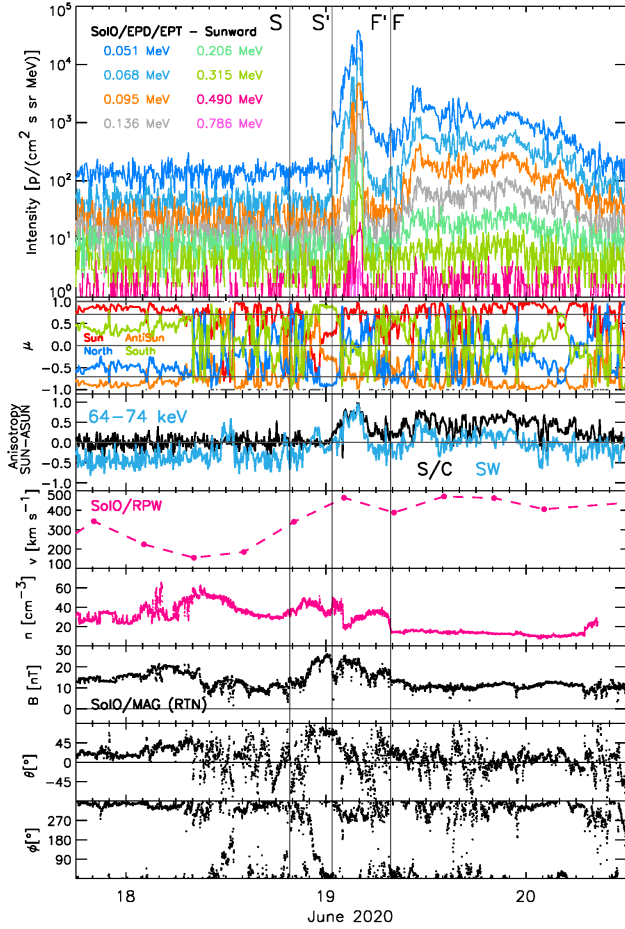 S S' F' F
SolO/EPD/EPT - Sunward
0.051 MeV 0.206 MeV
0.068 MeV 0.315 MeV
0.095 MeV 0.490 MeV
0.136 MeV 0.786 MeV
Intensity [p/(cm² s sr MeV)]
10⁵
10⁴
10³
10²
10¹
10⁰
μ
1.0
0.5
0.0
-0.5
-1.0
Sun AntiSun
North South
Anisotropy
SUN-ASUN
1.0
0.5
0.0
-0.5
-1.0
64-74 keV
S/C SW
v [km s⁻¹]
500
400
300
200
100
SolO/RPW
n [cm⁻³]
60
40
20
B [nT]
30
20
10
0
SolO/MAG (RTN)
θ[°]
45
0
-45
ϕ[°]
270
180
90
18 19 20
June 2020